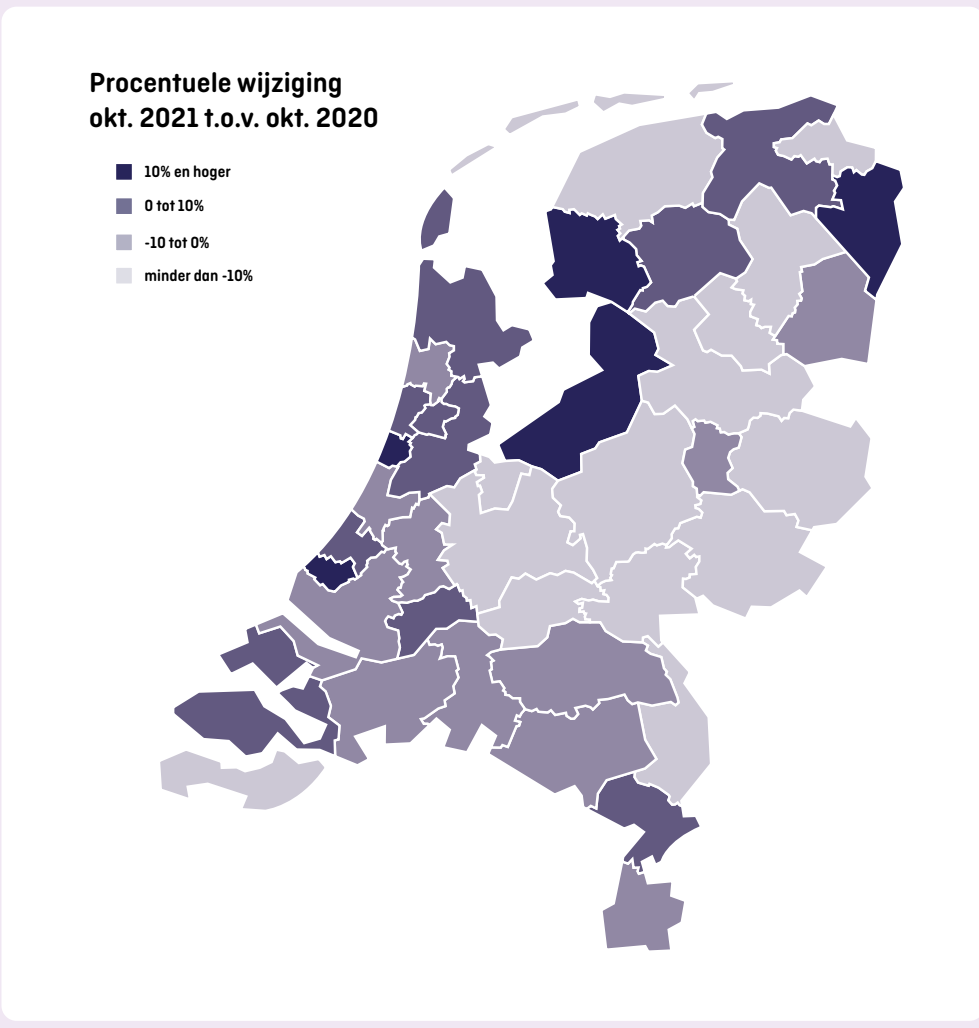 Procentuele wijziging
okt. 2021 t.o.v. okt. 2020
10% en hoger
0 tot 10%
-10 tot 0%
minder dan -10%